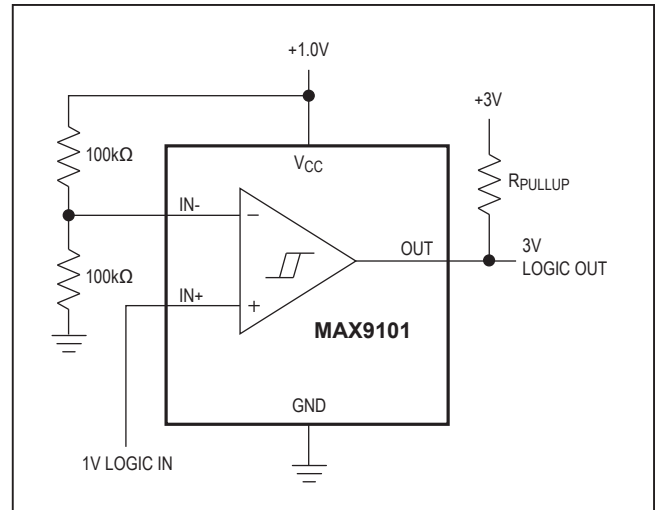 +1.0V
+3V
100kΩ
VCC
RPULLUP
IN-
−
OUT
3V
LOGIC OUT
100kΩ
IN+
+
MAX9101
GND
1V LOGIC IN